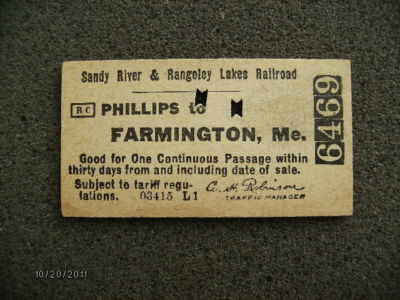 Sandy River & Rangeley Lakes Railroad
RC PHILLIPS to
FARMINGTON, Me.
Good for One Continuous Passage within
thirty days from and including date of sale.
Subject to tariff regu-
lations. 03415 L1
TRAFFIC MANAGER
6469
10/20/2011